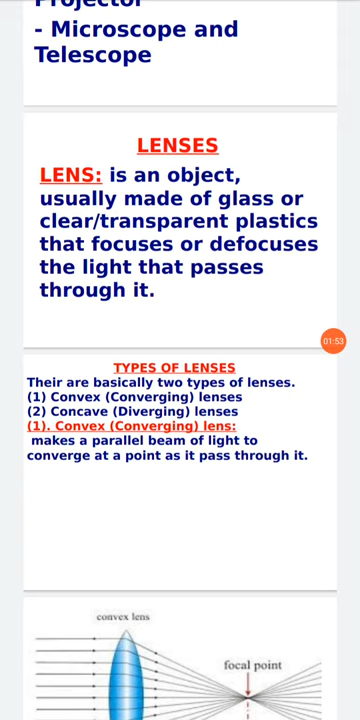 Projector
- Microscope and
Telescope
LENSES
LENS: is an object,
usually made of glass or
clear/transparent plastics
that focuses or defocuses
the light that passes
through it.
01:53
TYPES OF LENSES
Their are basically two types of lenses.
(1) Convex (Converging) lenses
(2) Concave (Diverging) lenses
(1). Convex (Converging) lens:
makes a parallel beam of light to
converge at a point as it pass through it.
convex lens
focal point